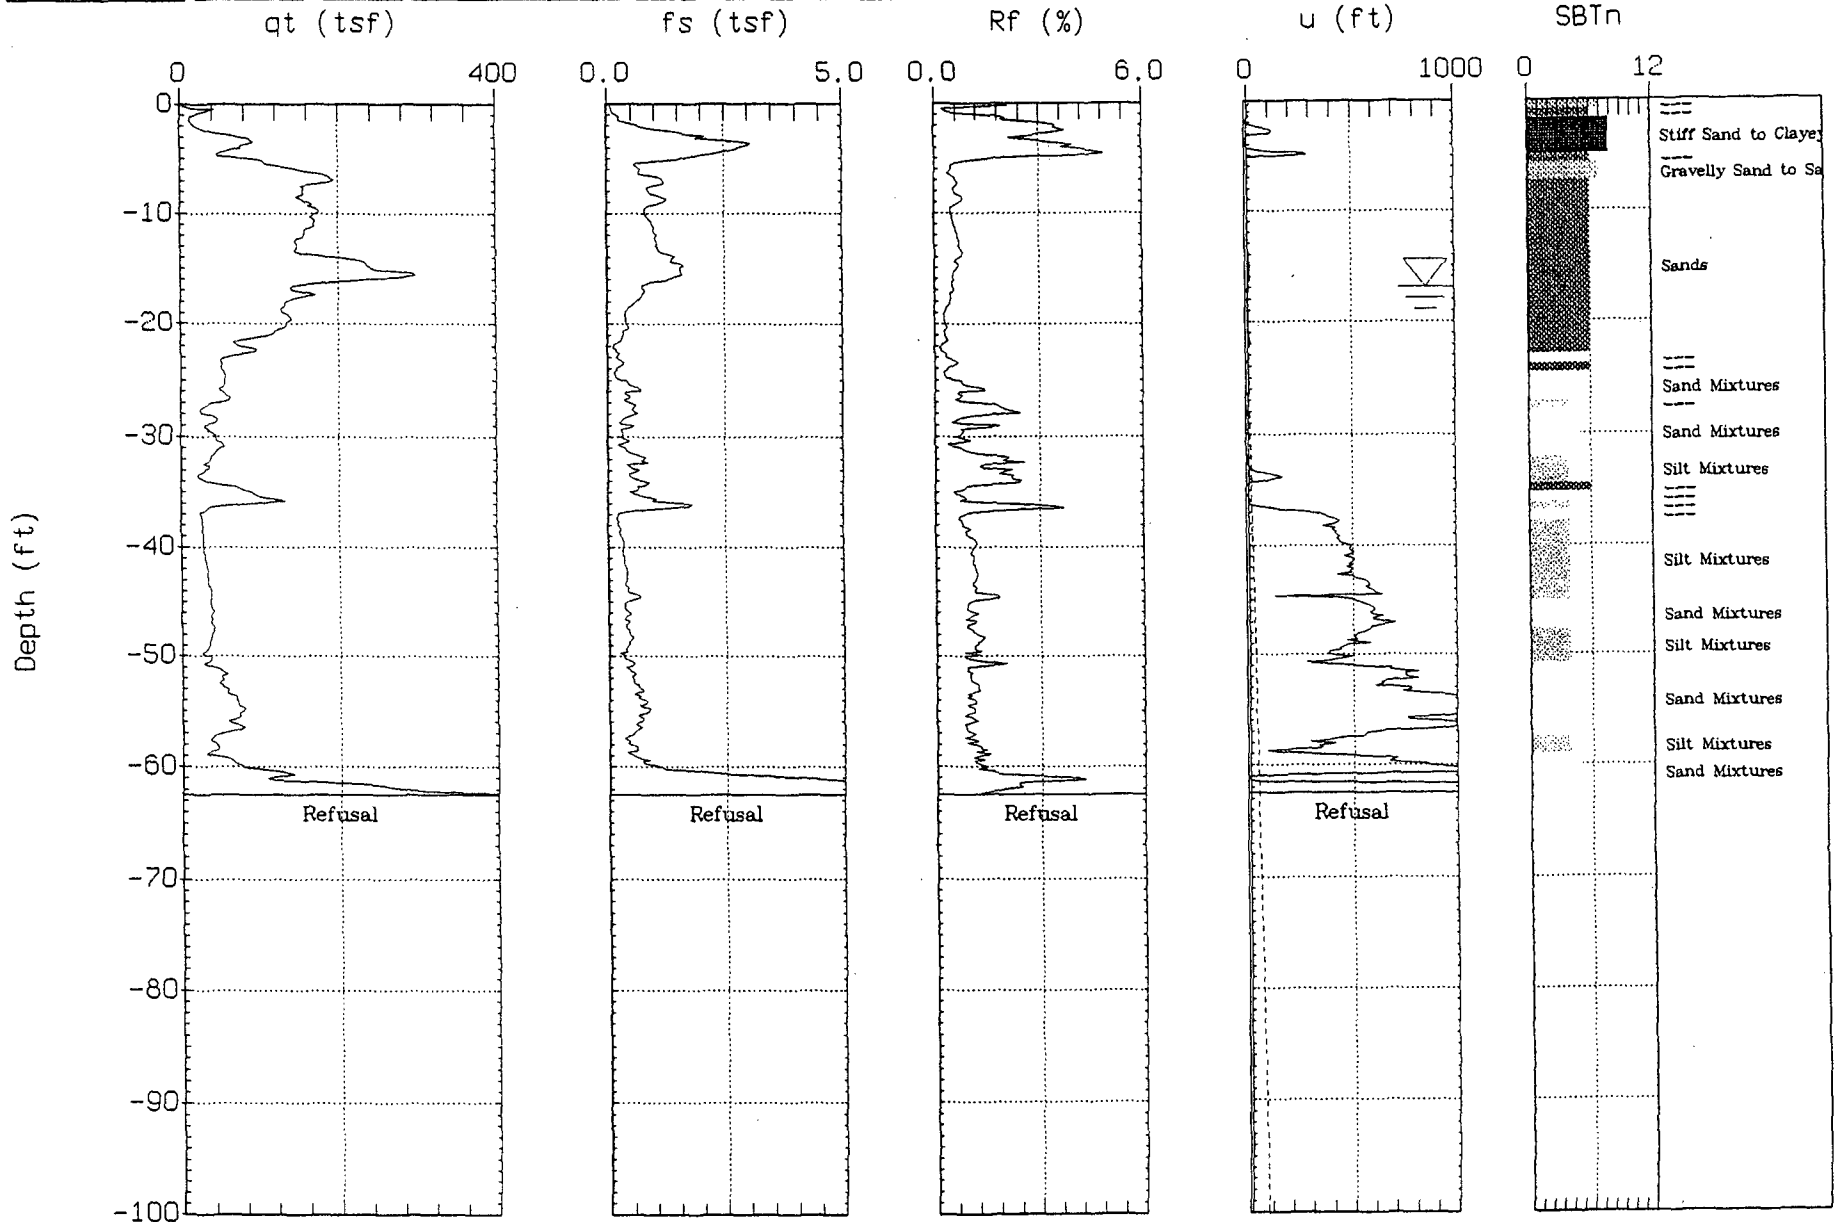 qt (tsf)
fs (tsf)
Rf (%)
u (ft)
SBTn
0
400
0.0
5.0
0.0
6.0
0
1000
0
12
Depth (ft)
0
-10
-20
-30
-40
-50
-60
-70
-80
-90
-100
Stiff Sand to Clayey
Gravelly Sand to Sa
Sands
Sand Mixtures
Sand Mixtures
Silt Mixtures
Silt Mixtures
Sand Mixtures
Silt Mixtures
Sand Mixtures
Silt Mixtures
Sand Mixtures
Refusal
Refusal
Refusal
Refusal